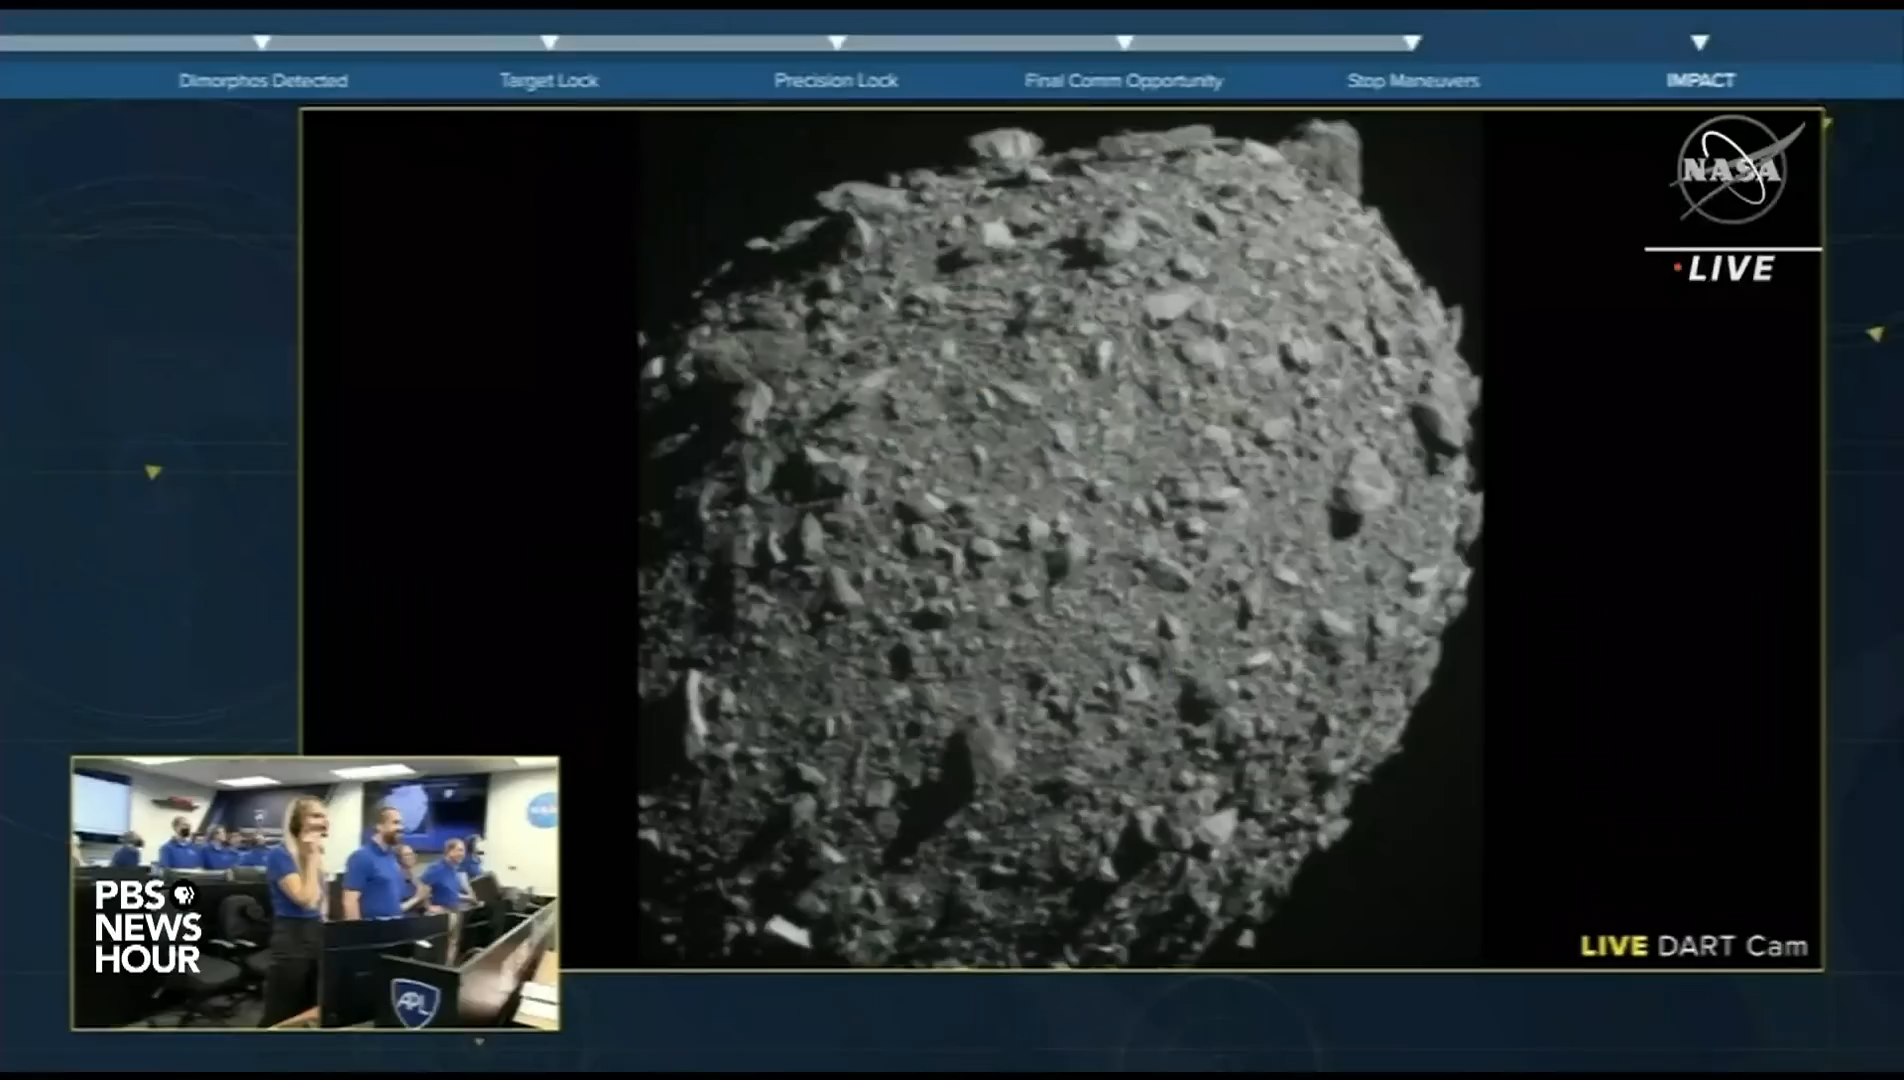 Dimorphos Detected
Target Lock
Precision Lock
Final Comm Opportunity
Stop Maneuvers
IMPACT
NASA
LIVE
PBS
NEWS
HOUR
APL
LIVE DART Cam